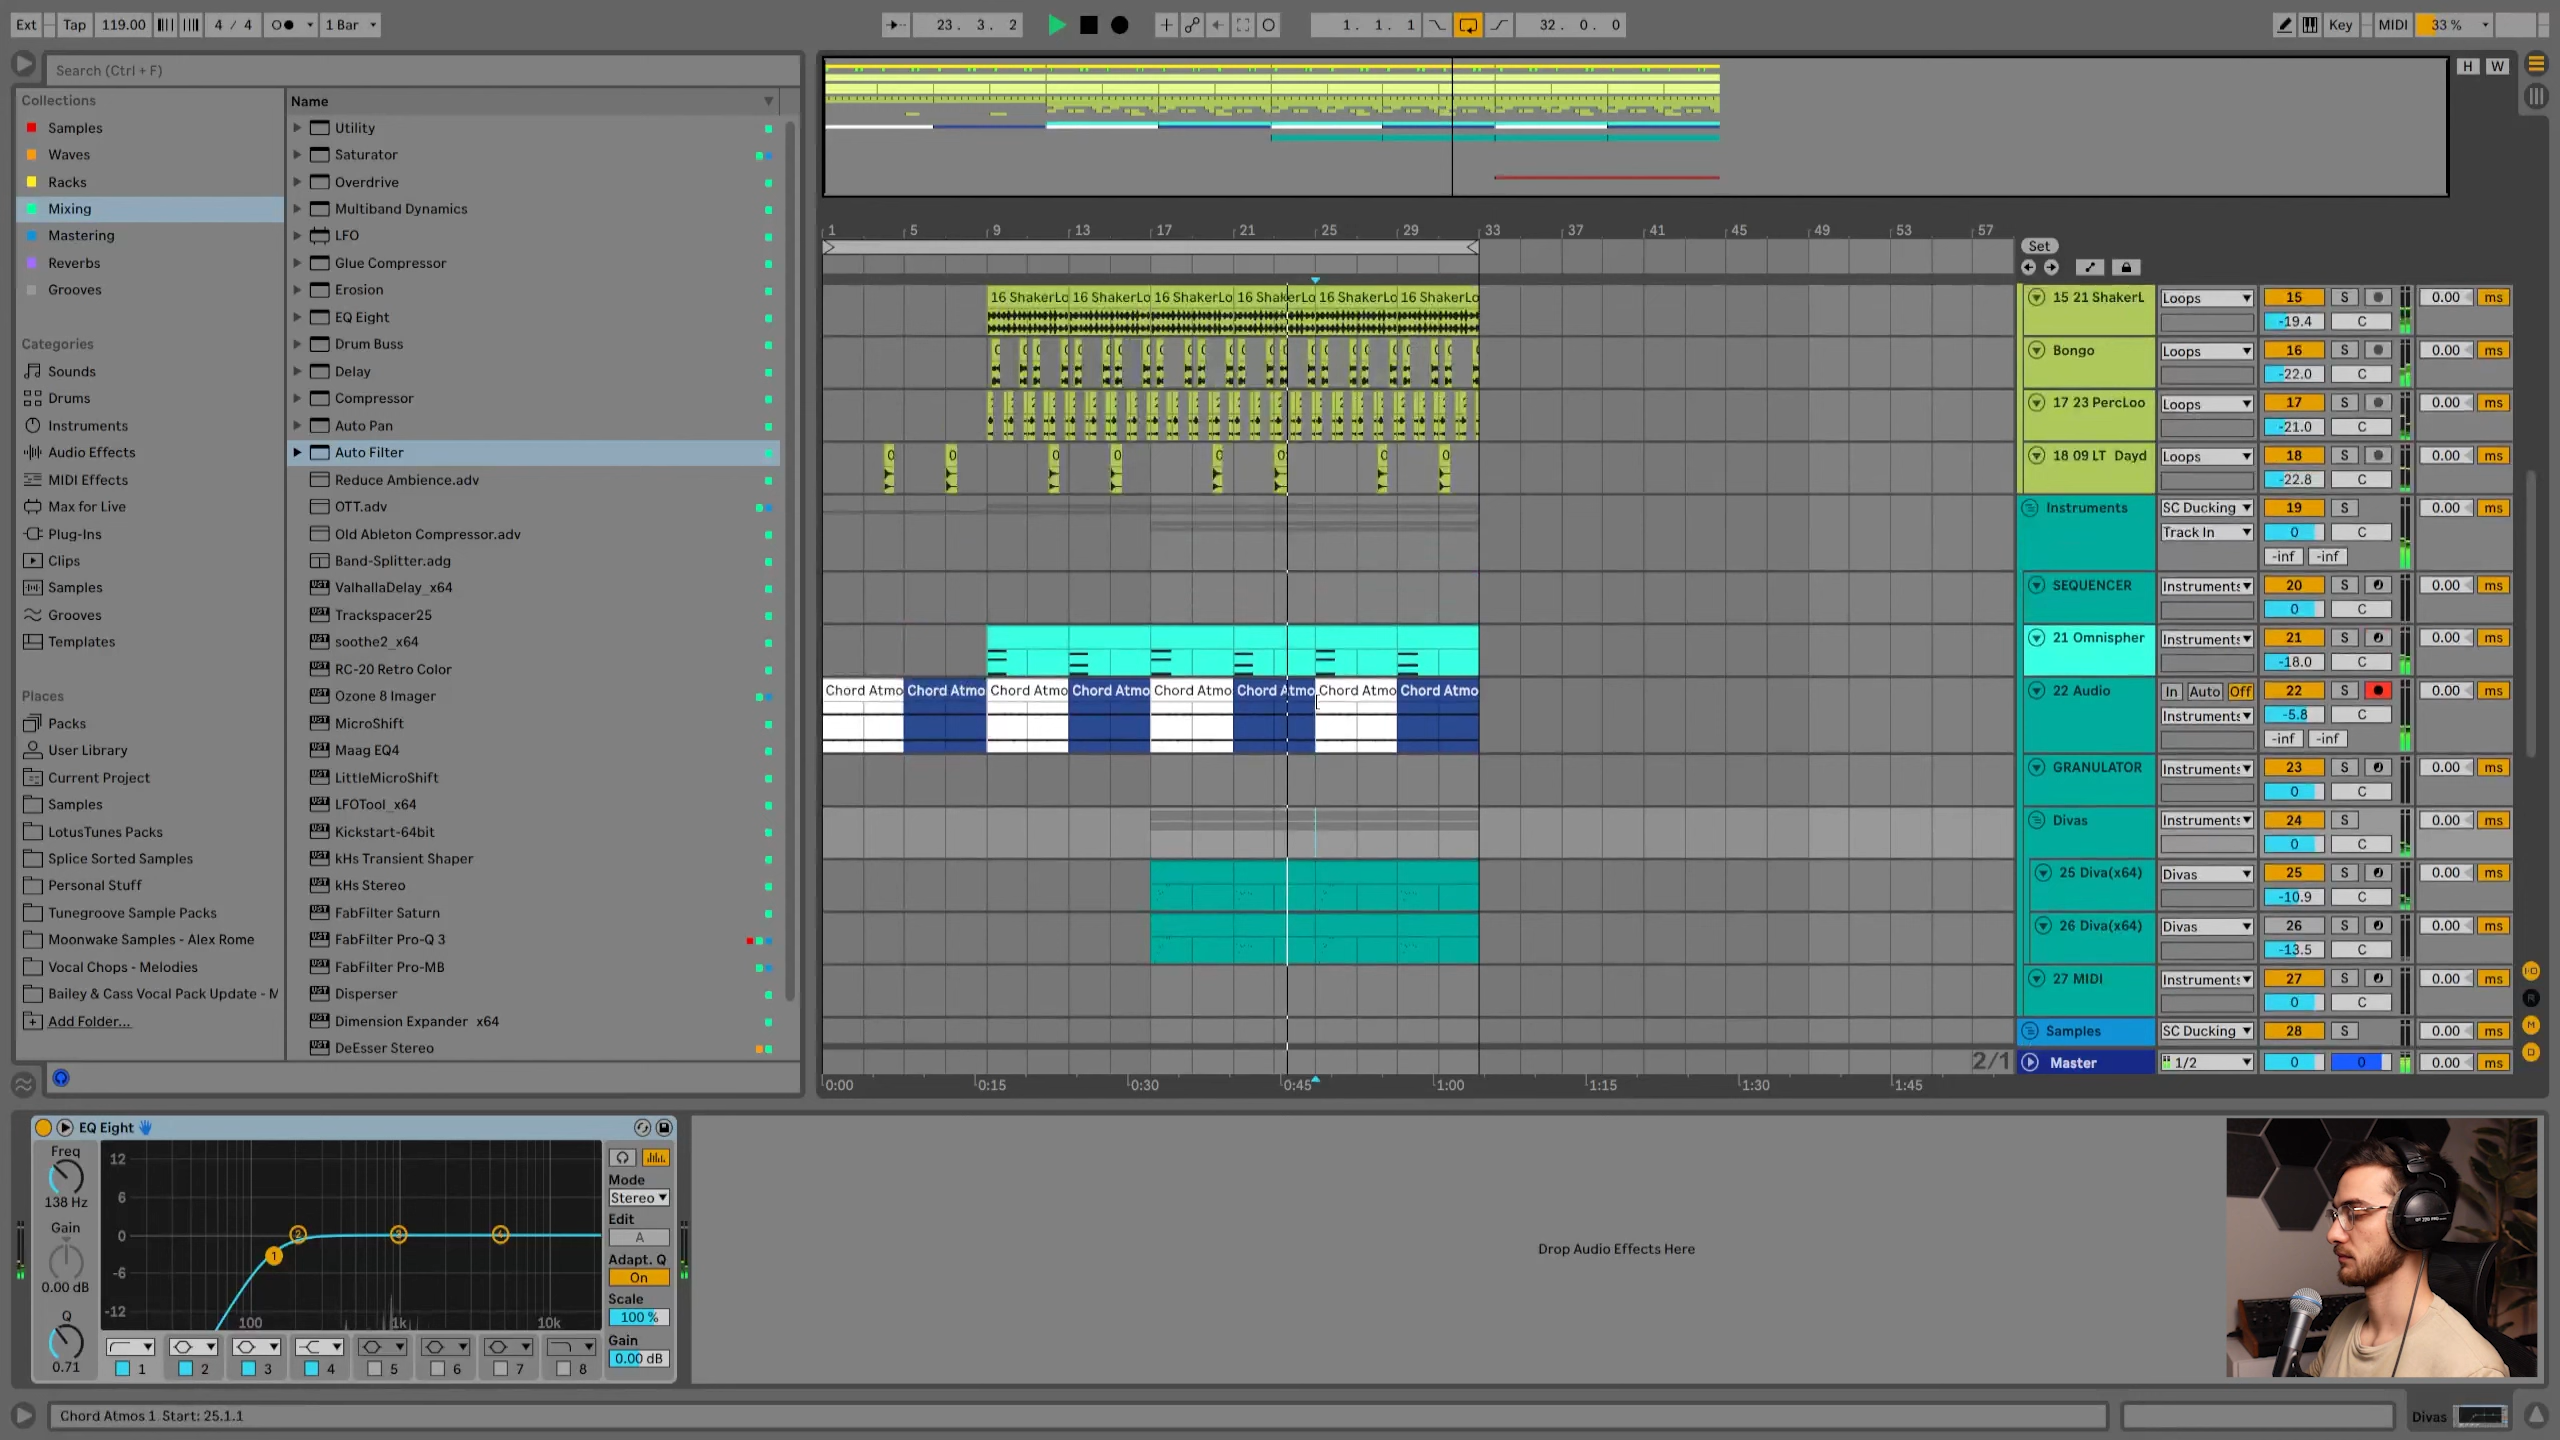 Ext Tap 119.00 4 / 4 1 Bar 23. 3. 2 1. 1. 1 32. 0. 0 Key MIDI 33 %
Search (Ctrl + F)
Collections
Samples
Waves
Racks
Mixing
Mastering
Reverbs
Grooves
Categories
Sounds
Drums
Instruments
Audio Effects
MIDI Effects
Max for Live
Plug-Ins
Clips
Samples
Grooves
Templates
Places
Packs
User Library
Current Project
Samples
LotusTunes Packs
Splice Sorted Samples
Personal Stuff
Tunegroove Sample Packs
Moonwake Samples - Alex Rome
Vocal Chops - Melodies
Bailey & Cass Vocal Pack Update - M
Add Folder...
Name
Utility
Saturator
Overdrive
Multiband Dynamics
LFO
Glue Compressor
Erosion
EQ Eight
Drum Buss
Delay
Compressor
Auto Pan
Auto Filter
Reduce Ambience.adv
OTT.adv
Old Ableton Compressor.adv
Band-Splitter.adg
ValhallaDelay_x64
Trackspacer25
soothe2_x64
RC-20 Retro Color
Ozone 8 Imager
MicroShift
Maag EQ4
LittleMicroShift
LFOTool_x64
Kickstart-64bit
kHs Transient Shaper
kHs Stereo
FabFilter Saturn
FabFilter Pro-Q 3
FabFilter Pro-MB
Disperser
Dimension Expander x64
DeEsser Stereo
H W
1 5 9 13 17 21 25 29 33 37 41 45 49 53 57
Set
16 ShakerLo 16 ShakerLo 16 ShakerLo 16 ShakerLo 16 ShakerLo 16 ShakerLo
15 21 ShakerL Loops 15 S 0.00 ms
-19.4 C
Bongo Loops 16 S 0.00 ms
-22.0 C
17 23 PercLoo Loops 17 S 0.00 ms
-21.0 C
18 09 LT Dayd Loops 18 S 0.00 ms
-22.8 C
Instruments SC Ducking 19 S 0.00 ms
Track In 0 C
-inf -inf
SEQUENCER Instruments 20 S 0.00 ms
0 C
21 Omnispher Instruments 21 S 0.00 ms
-18.0 C
Chord Atmo Chord Atmo Chord Atmo Chord Atmo Chord Atmo Chord Atmo Chord Atmo Chord Atmo
22 Audio In Auto Off 22 S 0.00 ms
Instruments -5.8 C
-inf -inf
GRANULATOR Instruments 23 S 0.00 ms
0 C
Divas Instruments 24 S 0.00 ms
0 C
25 Diva(x64) Divas 25 S 0.00 ms
-10.9 C
26 Diva(x64) Divas 26 S 0.00 ms
-13.5 C
27 MIDI Instruments 27 S 0.00 ms
0 C
Samples SC Ducking 28 S 0.00 ms
2/1 Master 1/2 0 0 0.00 ms
0:00 0:15 0:30 0:45 1:00 1:15 1:30 1:45
EQ Eight
Freq
138 Hz
Gain
0.00 dB
Q
0.71
12
6
0
-6
-12
100 1k 10k
1 2 3 4 5 6 7 8
Mode
Stereo
Edit
A
Adapt. Q
On
Scale
100 %
Gain
0.00 dB
Drop Audio Effects Here
Chord Atmos 1 Start: 25.1.1
Divas